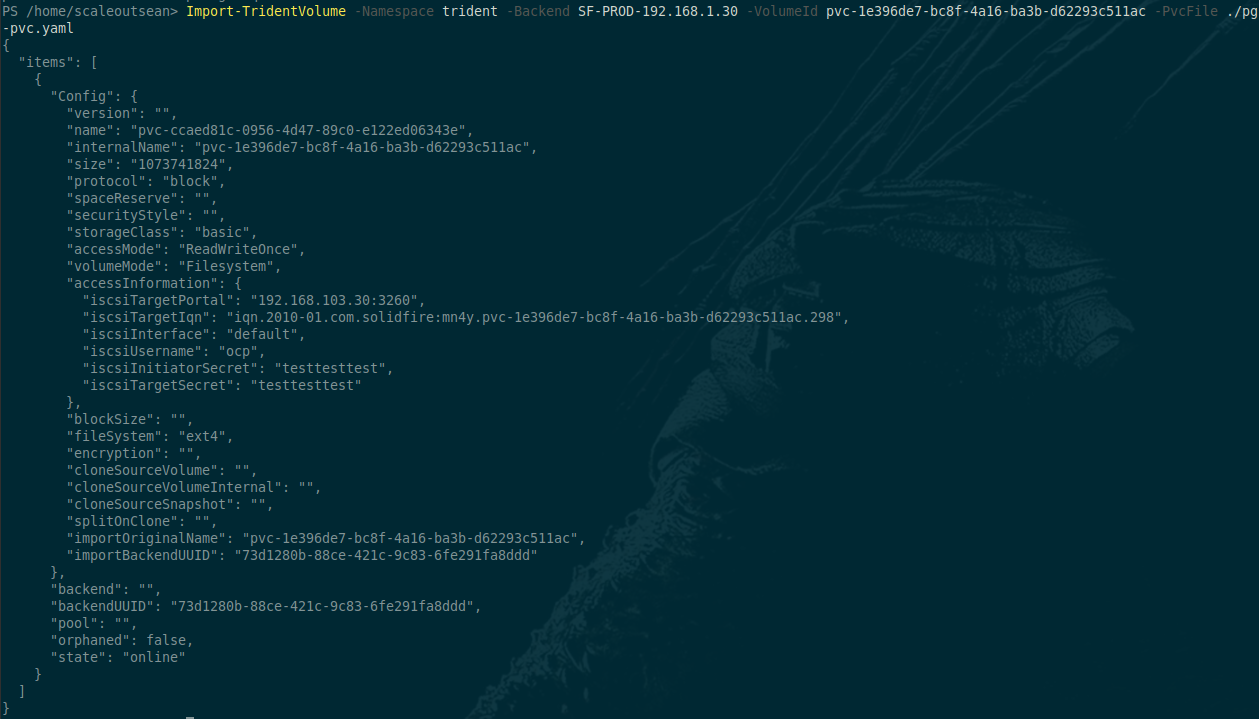 PS /home/scaleoutsean> Import-TridentVolume -Namespace trident -Backend SF-PROD-192.168.1.30 -VolumeId pvc-1e396de7-bc8f-4a16-ba3b-d62293c511ac -PvcFile ./pg
-pvc.yaml
{
  "items": [
    {
      "Config": {
        "version": "",
        "name": "pvc-ccaed81c-0956-4d47-89c0-e122ed06343e",
        "internalName": "pvc-1e396de7-bc8f-4a16-ba3b-d62293c511ac",
        "size": "1073741824",
        "protocol": "block",
        "spaceReserve": "",
        "securityStyle": "",
        "storageClass": "basic",
        "accessMode": "ReadWriteOnce",
        "volumeMode": "Filesystem",
        "accessInformation": {
          "iscsiTargetPortal": "192.168.103.30:3260",
          "iscsiTargetIqn": "iqn.2010-01.com.solidfire:mn4y.pvc-1e396de7-bc8f-4a16-ba3b-d62293c511ac.298",
          "iscsiInterface": "default",
          "iscsiUsername": "ocp",
          "iscsiInitiatorSecret": "testtesttest",
          "iscsiTargetSecret": "testtesttest"
        },
        "blockSize": "",
        "fileSystem": "ext4",
        "encryption": "",
        "cloneSourceVolume": "",
        "cloneSourceVolumeInternal": "",
        "cloneSourceSnapshot": "",
        "splitOnClone": "",
        "importOriginalName": "pvc-1e396de7-bc8f-4a16-ba3b-d62293c511ac",
        "importBackendUUID": "73d1280b-88ce-421c-9c83-6fe291fa8ddd"
      },
      "backend": "",
      "backendUUID": "73d1280b-88ce-421c-9c83-6fe291fa8ddd",
      "pool": "",
      "orphaned": false,
      "state": "online"
    }
  ]
}